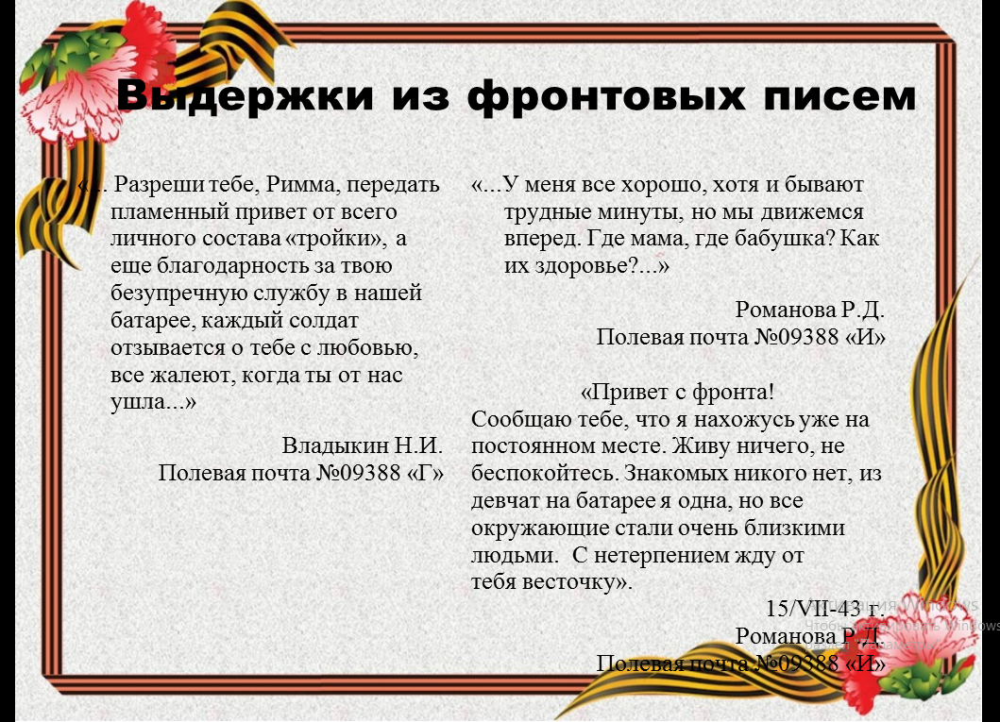 Выдержки из фронтовых писем
«... Разреши тебе, Римма, передать
пламенный привет от всего
личного состава «тройки», а
еще благодарность за твою
безупречную службу в нашей
батарее, каждый солдат
отзывается о тебе с любовью,
все жалеют, когда ты от нас
ушла...»
Владыкин Н.И.
Полевая почта №09388 «Г»
«...У меня все хорошо, хотя и бывают
трудные минуты, но мы движемся
вперед. Где мама, где бабушка? Как
их здоровье?...»
Романова Р.Д.
Полевая почта №09388 «И»
«Привет с фронта!
Сообщаю тебе, что я нахожусь уже на
постоянном месте. Живу ничего, не
беспокойтесь. Знакомых никого нет, из
девчат на батарее я одна, но все
окружающие стали очень близкими
людьми. С нетерпением жду от
тебя весточку».
15/VII-43 г.
Романова Р.Д.
Полевая почта №09388 «И»
Активация Windows
Чтобы Windows